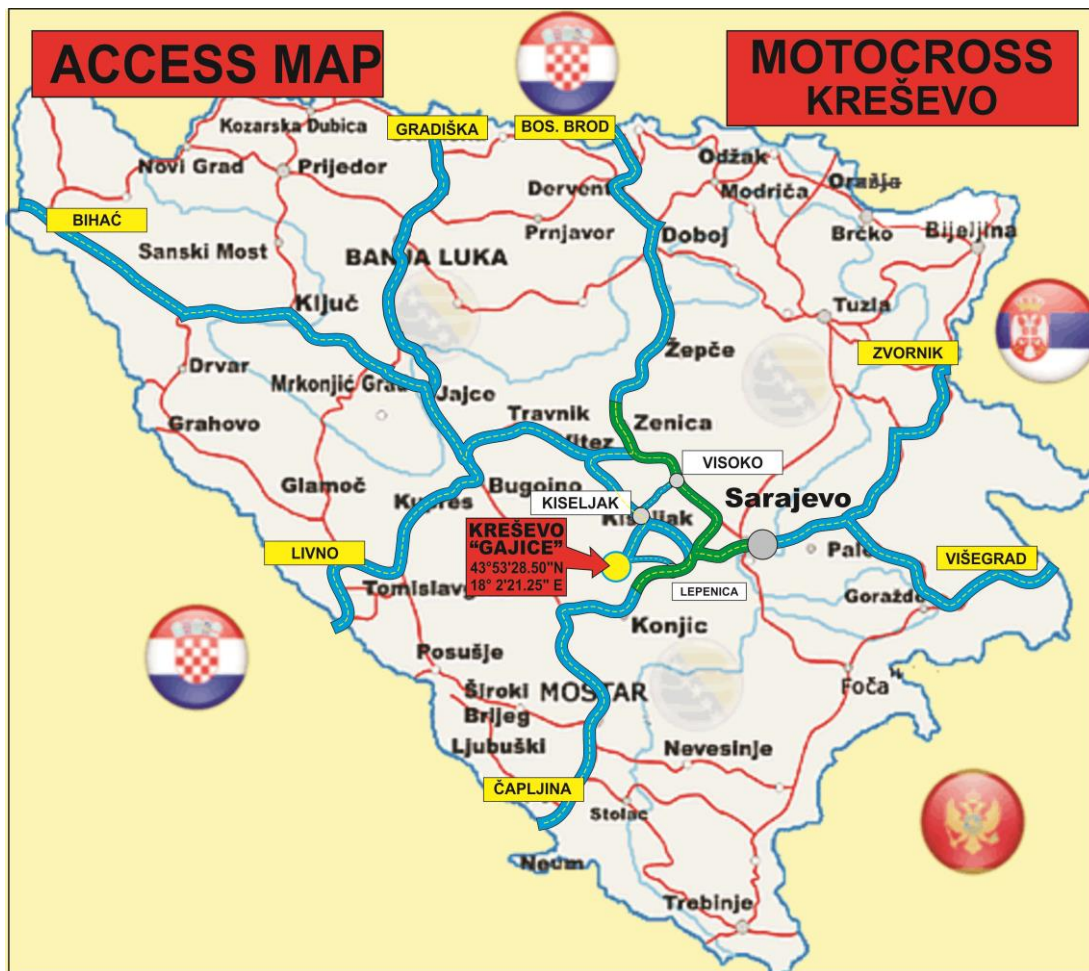 ACCESS MAP
MOTOCROSS
KREŠEVO
Kozarska Dubica
GRADIŠKA
BOS. BROD
Novi Grad
Prijedor
Odžak
Orašje
Dervent
Modriča
BIHAĆ
Sanski Most
Prnjavor
Doboj
Brčko
Bijeljina
BANJA LUKA
Ključ
Tuzla
Žepče
ZVORNIK
Drvar
Mrkonjić Grad
Jajce
Grahovo
Travnik
Vitez
Zenica
VISOKO
Glamoč
Kupres
Bugojno
Sarajevo
KISELJAK
Kiseljak
KREŠEVO
"GAJICE"
43°53'28.50"N
18° 2'21.25" E
LIVNO
Pale
VIŠEGRAD
Tomislavg
LEPENICA
Goražde
Konjic
Posušje
Široki
Brijeg
MOSTAR
Foča
Ljubuški
Nevesinje
ČAPLJINA
Stolac
Neum
Trebinje